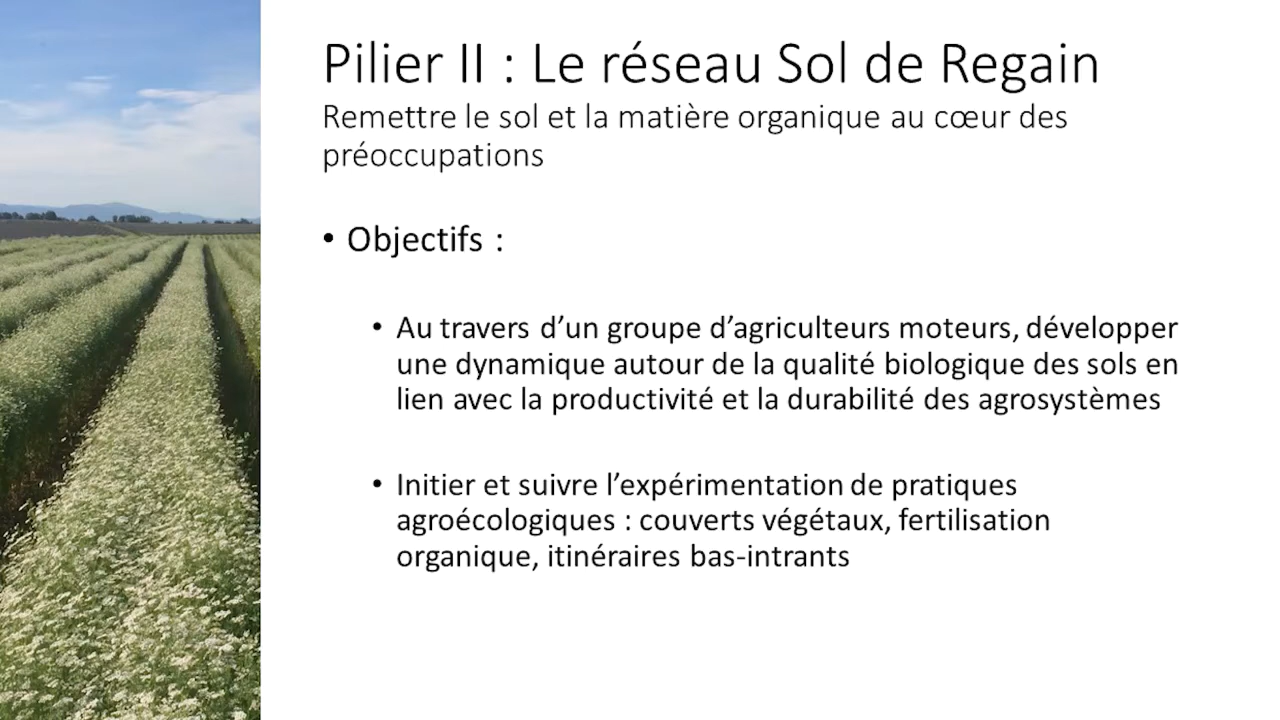 Pilier II : Le réseau Sol de Regain
Remettre le sol et la matière organique au cœur des
préoccupations
• Objectifs :
• Au travers d’un groupe d’agriculteurs moteurs, développer
une dynamique autour de la qualité biologique des sols en
lien avec la productivité et la durabilité des agrosystèmes
• Initier et suivre l’expérimentation de pratiques
agroécologiques : couverts végétaux, fertilisation
organique, itinéraires bas-intrants